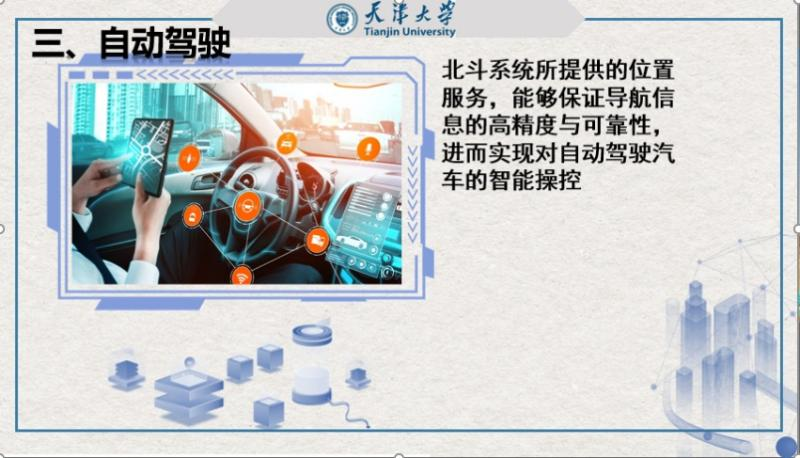 天津大学
Tianjin University
三、自动驾驶
北斗系统所提供的位置
服务，能够保证导航信
息的高精度与可靠性，
进而实现对自动驾驶汽
车的智能操控